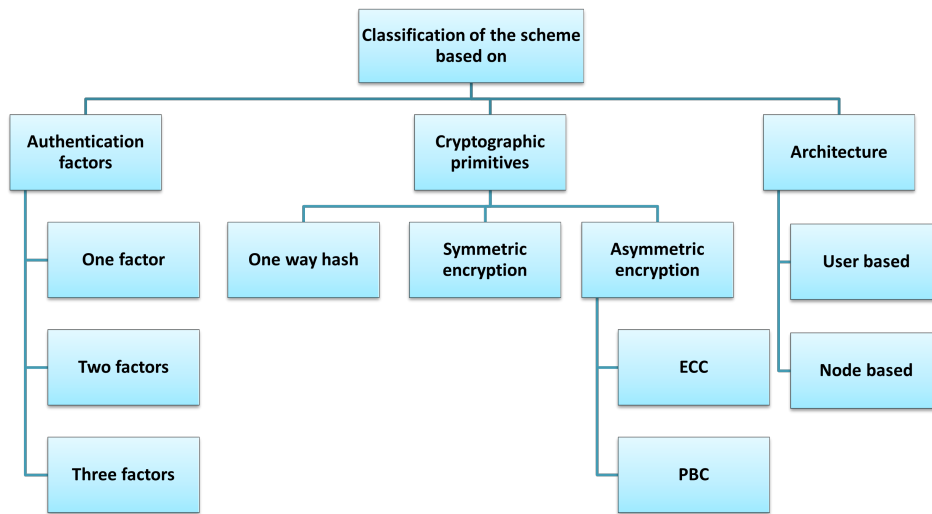 Classification of the scheme
based on
Authentication
factors
Cryptographic
primitives
Architecture
One factor
One way hash
Symmetric
encryption
Asymmetric
encryption
User based
Two factors
ECC
Node based
Three factors
PBC